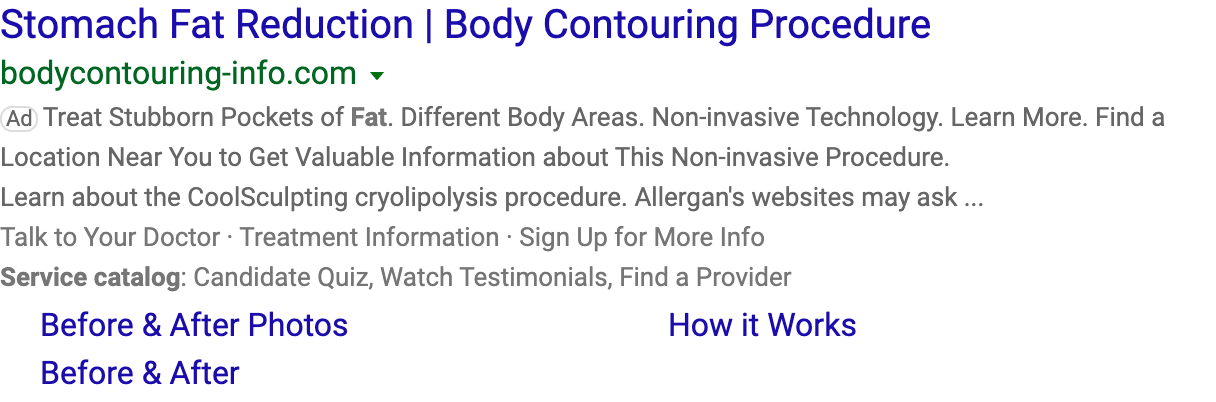 Stomach Fat Reduction | Body Contouring Procedure
bodycontouring-info.com
Ad Treat Stubborn Pockets of Fat. Different Body Areas. Non-invasive Technology. Learn More. Find a
Location Near You to Get Valuable Information about This Non-invasive Procedure.
Learn about the CoolSculpting cryolipolysis procedure. Allergan's websites may ask ...
Talk to Your Doctor · Treatment Information · Sign Up for More Info
Service catalog: Candidate Quiz, Watch Testimonials, Find a Provider
Before & After Photos How it Works
Before & After